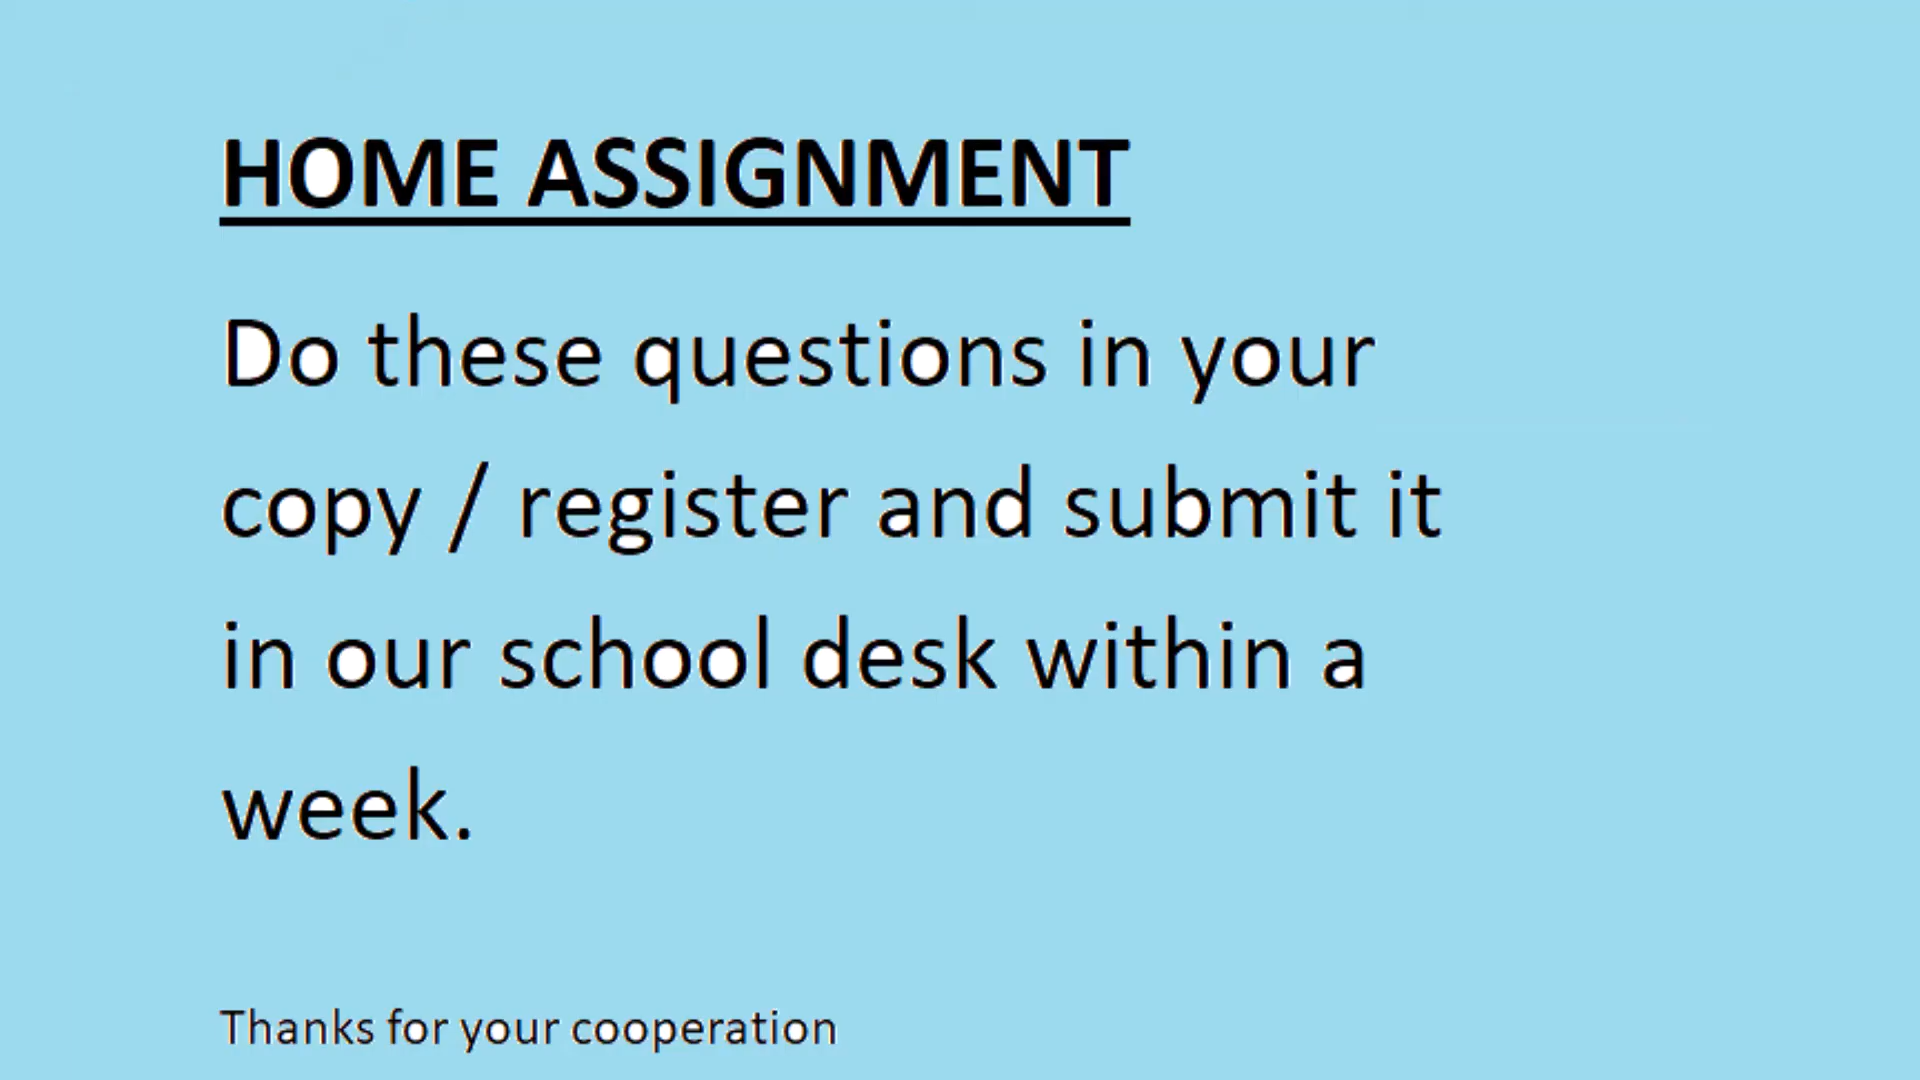 HOME ASSIGNMENT
Do these questions in your
copy / register and submit it
in our school desk within a
week.
Thanks for your cooperation